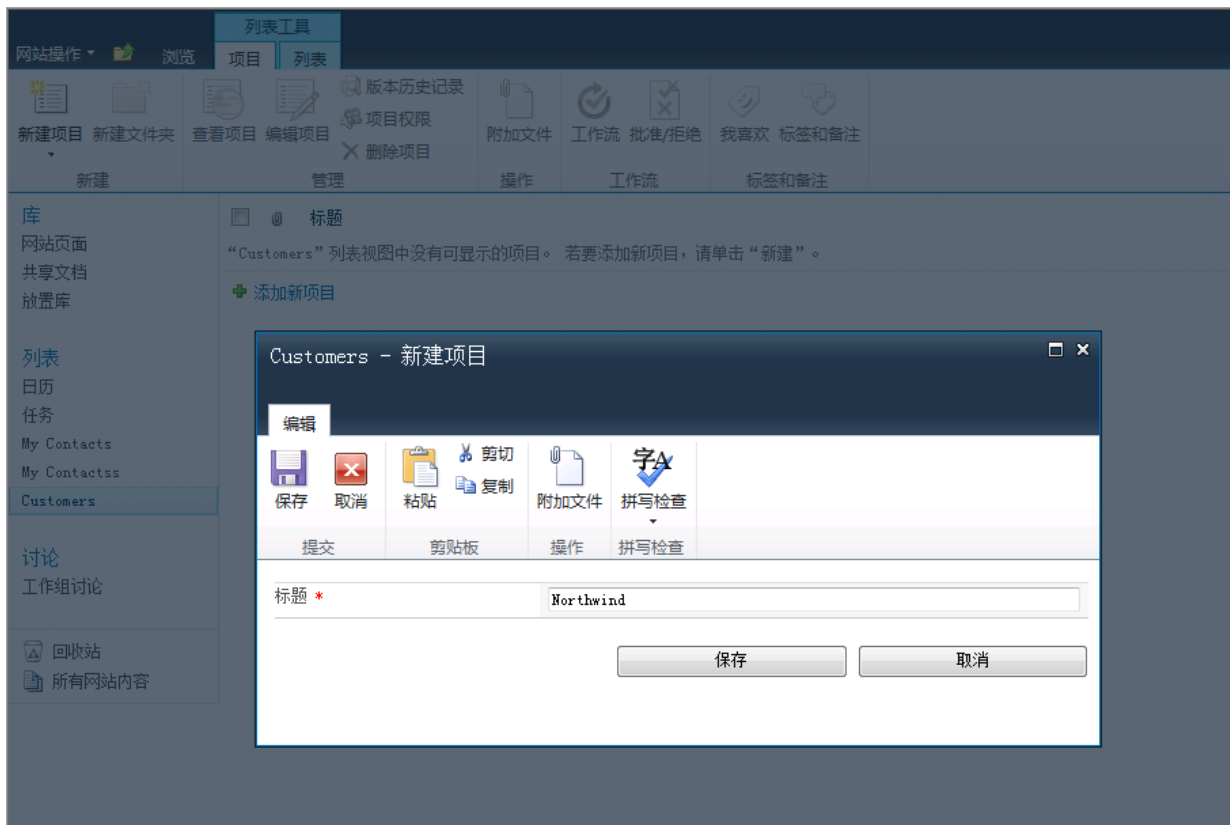 列表工具
网站操作 浏览 项目 列表
新建项目 新建文件夹 查看项目 编辑项目 版本历史记录 项目权限 删除项目 附加文件 工作流 批准/拒绝 我喜欢 标签和备注
新建 管理 操作 工作流 标签和备注
库
网站页面
共享文档
放置库
列表
日历
任务
My Contacts
My Contactss
Customers
讨论
工作组讨论
回收站
所有网站内容
标题
“Customers”列表视图中没有可显示的项目。 若要添加新项目，请单击“新建”。
添加新项目
Customers - 新建项目
编辑
保存 取消 粘贴 剪切 复制 附加文件 字A 拼写检查
提交 剪贴板 操作 拼写检查
标题 * Northwind
保存 取消